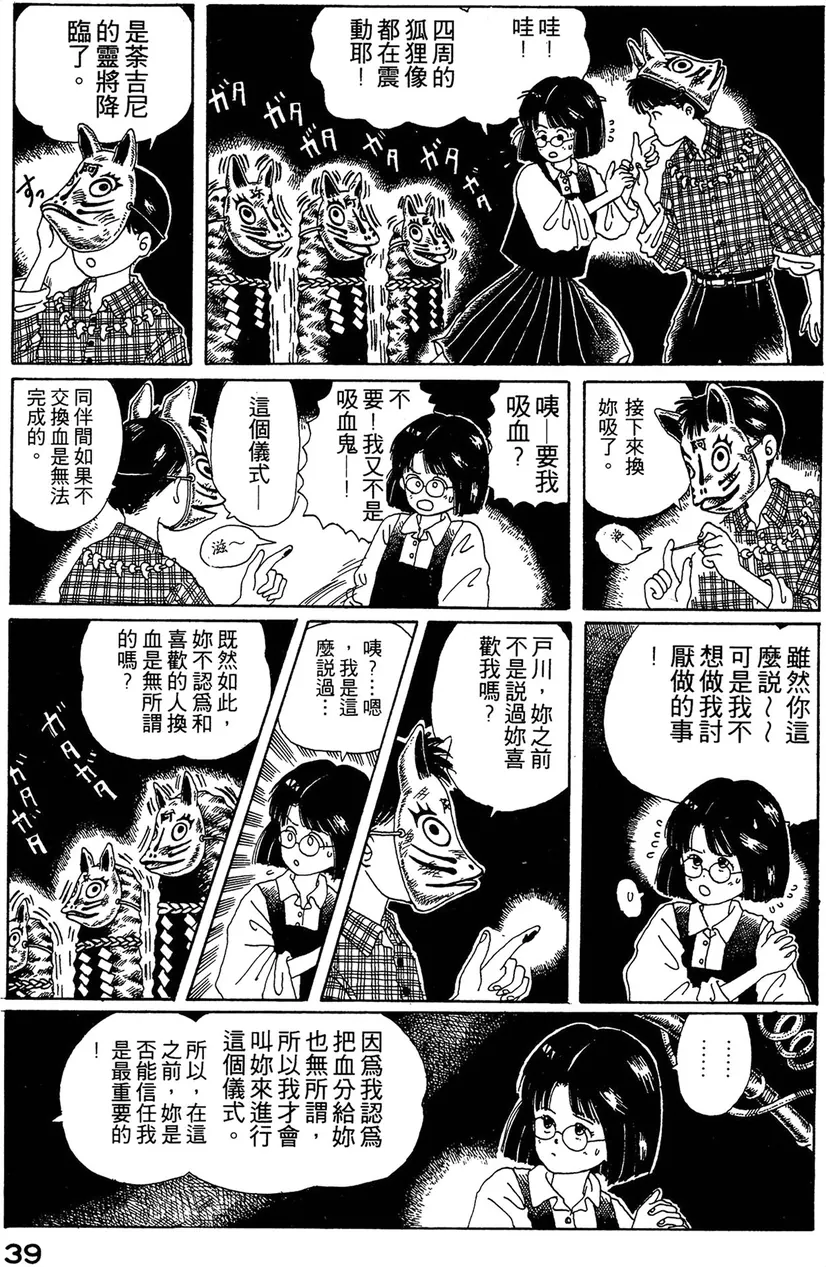 哇！
哇！
四周的
狐狸像
都在震
動耶！
ガタ
ガタ
ガタ
ガタ
是荼吉尼
的靈將降
臨了。
すっ
接下來換
妳吸了。
滋～
咦—要我
吸血？
不
要！我又不是
吸血鬼—！
這個儀式—
滋～
同伴間如果不
交換血是無法
完成的。
雖然你這
麼說～～
可是我不
想做我討
厭做的事
！
戸川，妳之前
不是說過妳喜
歡我嗎？
咦？…嗯
，我是這
麼說過…
既然如此，
妳不認為和
喜歡的人換
血是無所謂
的嗎？
ガタガタ
ガタガタ
………
………
因為我認為
把血分給妳
也無所謂，
所以我才會
叫妳來進行
這個儀式。
所以，在這
之前，妳是
否能信任我
是最重要的
！
39